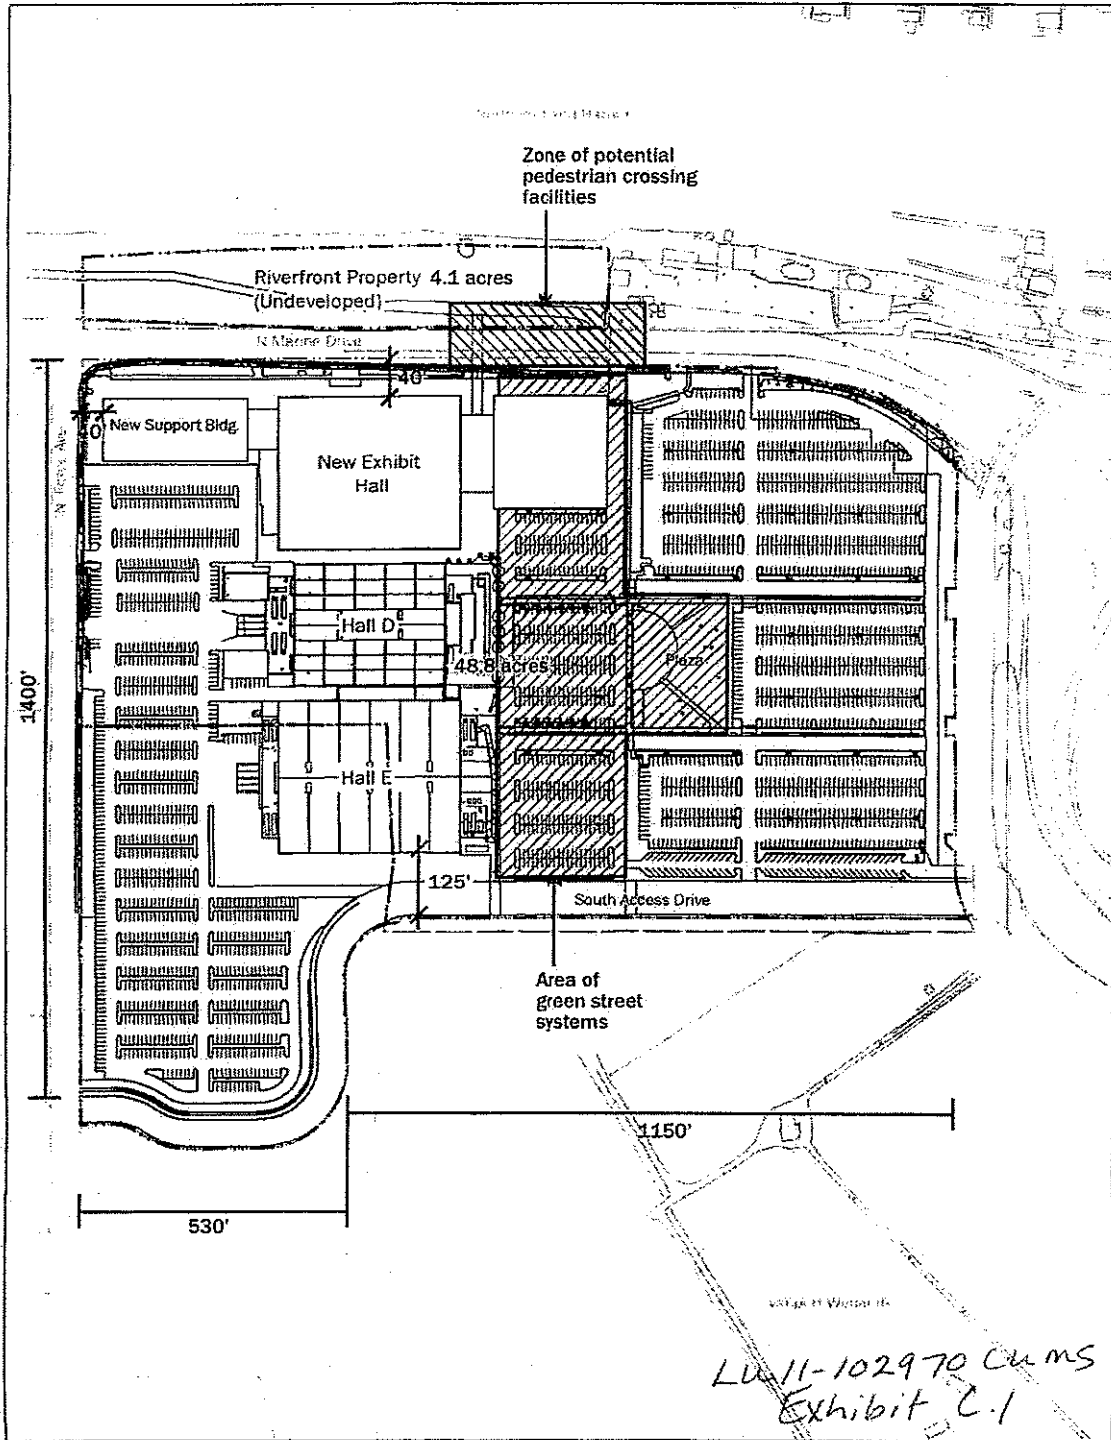 Zone of potential
pedestrian crossing
facilities
Riverfront Property 4.1 acres
(Undeveloped)
N Marine Drive
40'
New Support Bldg.
New Exhibit
Hall
Hall D
48.8 acres
Plaza
1400'
Hall E
125'
South Access Drive
Area of
green street
systems
1150'
530'
LU 11-102970 CU MS
Exhibit C.1